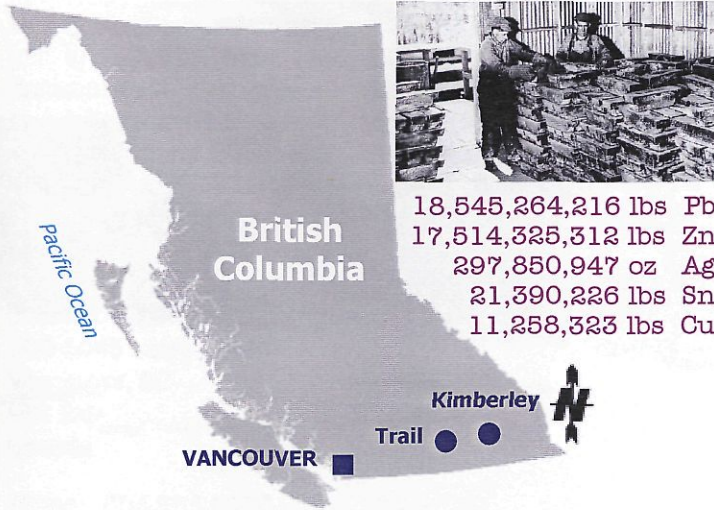 18,545,264,216 lbs Pb
17,514,325,312 lbs Zn
297,850,947 oz Ag
21,390,226 lbs Sn
11,258,323 lbs Cu
British
Columbia
Pacific Ocean
Kimberley
N
Trail
VANCOUVER